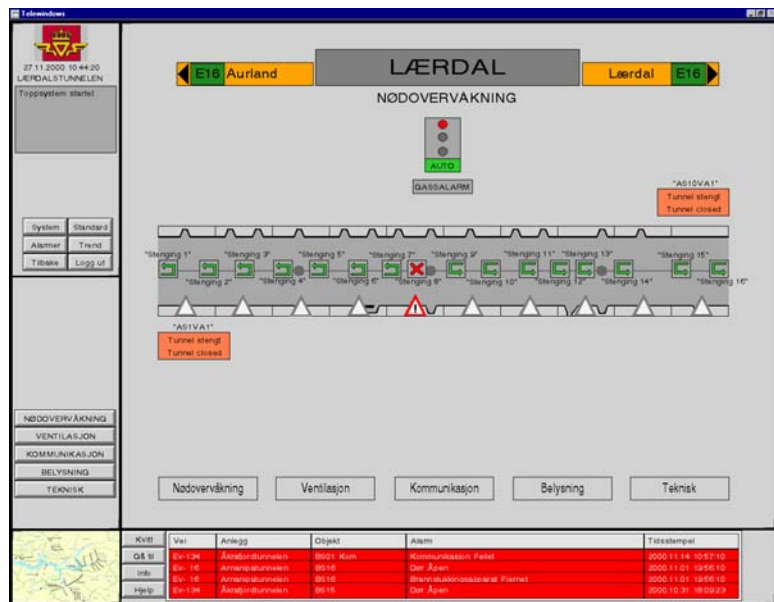 Telewindows
27.11.2000 10:44:20
LÆRDALSTUNNELEN
Toppsystem startet
System Standard
Alarmer Trend
Tilbake Logg ut
NØDOVERVÅKNING
VENTILASJON
KOMMUNIKASJON
BELYSNING
TEKNISK
E16 Aurland
LÆRDAL
Lærdal E16
NØDOVERVÅKNING
AUTO
GASSALARM
"AS10VA1"
Tunnel stengt
Tunnel closed
"Stenging 1" "Stenging 3" "Stenging 5" "Stenging 7" "Stenging 9" "Stenging 11" "Stenging 13" "Stenging 15"
"Stenging 2" "Stenging 4" "Stenging 6" "Stenging 8" "Stenging 10" "Stenging 12" "Stenging 14" "Stenging 16"
"AS1VA1"
Tunnel stengt
Tunnel closed
Nødovervåkning Ventilasjon Kommunikasjon Belysning Teknisk
Kvitt Vei Anlegg Objekt Alarm Tidsstempel
Gå til Ev-134 Åkrafjordtunnelen BS01 Kom Kommunikasjon Feilet 2000.11.14 10:57:10
Info Ev- 16 BS16 Dør Åpen 2000.11.01 19:56:10
Ev- 16 BS16 Brannslukkingsapparat Fjernet 2000.11.01 19:56:10
Hjelp Ev-134 Åkrafjordtunnelen BS15 Dør Åpen 2000.10.31 18:09:23